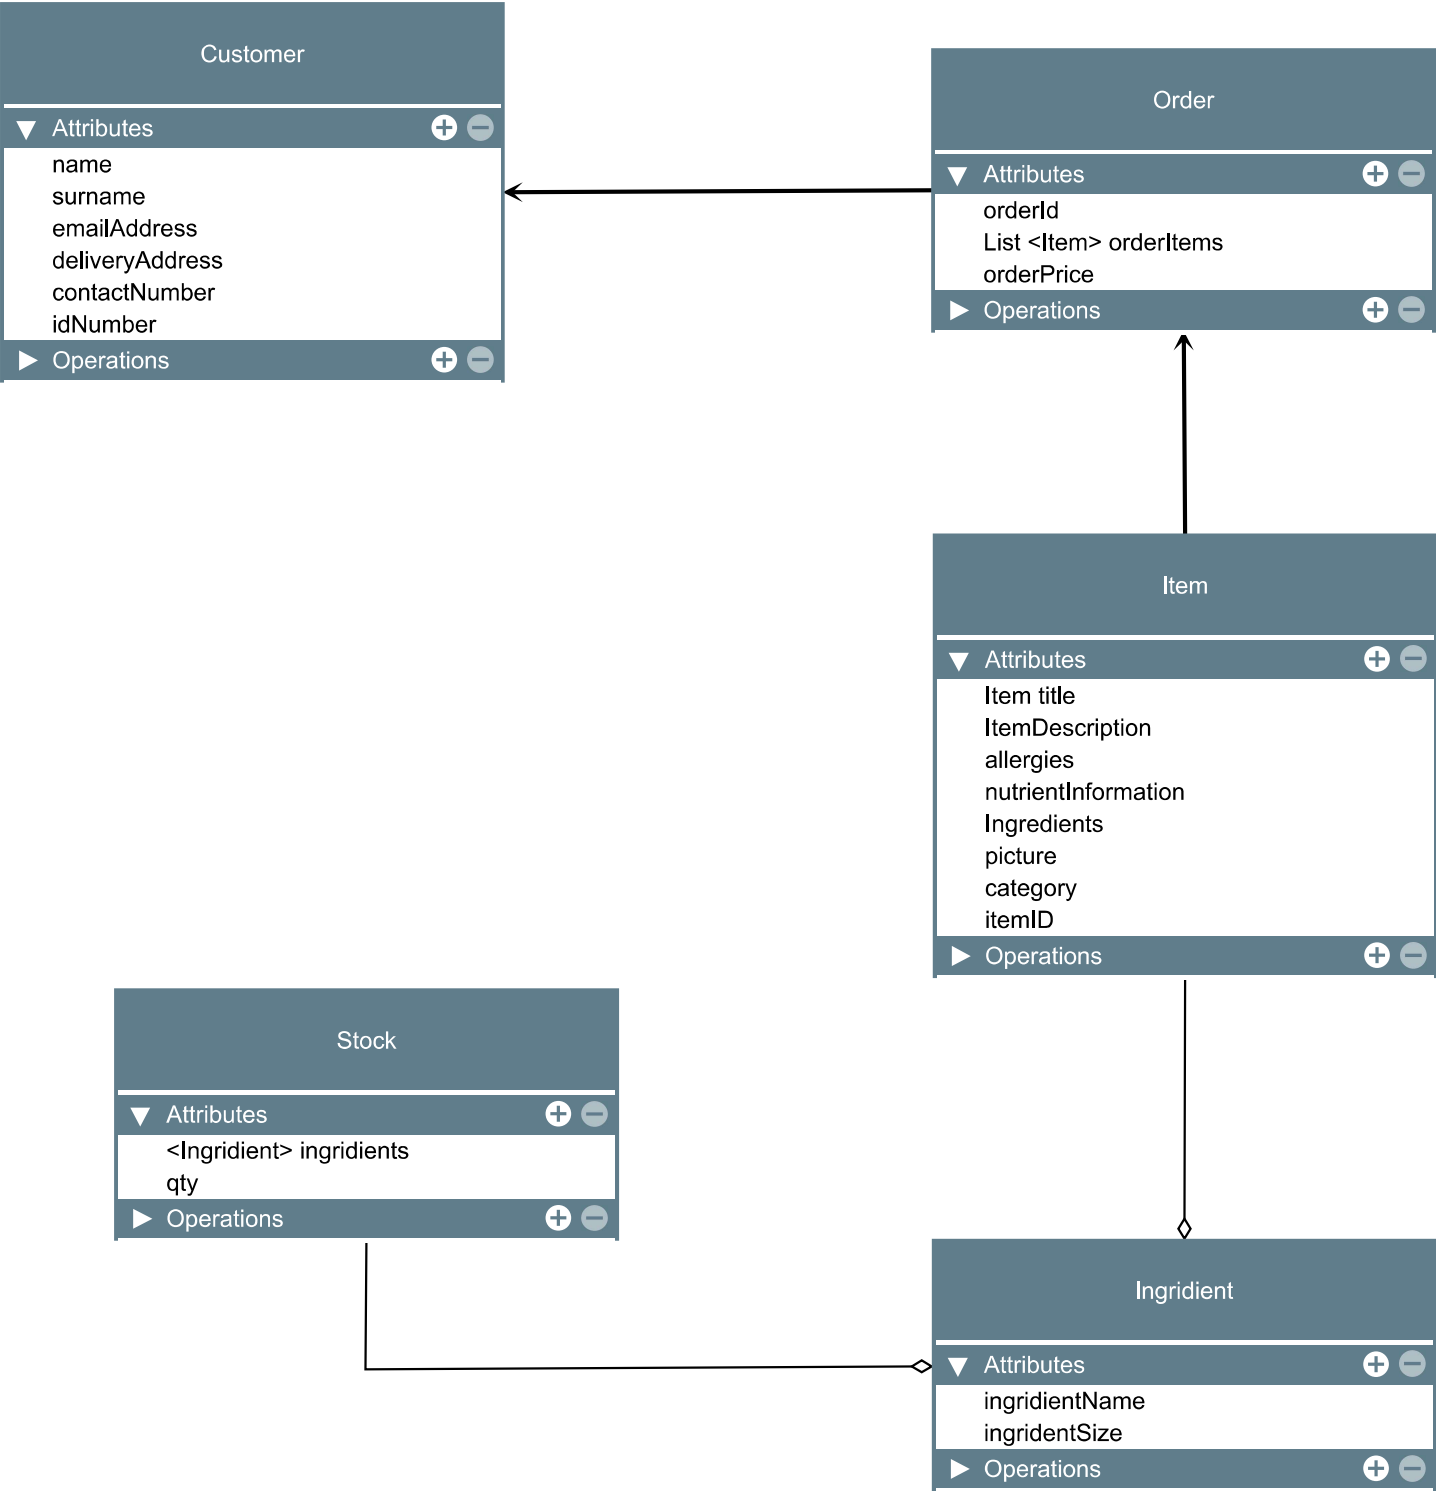 Customer
Attributes
name
surname
emailAddress
deliveryAddress
contactNumber
idNumber
Operations
Order
Attributes
orderId
List <Item> orderItems
orderPrice
Operations
Item
Attributes
Item title
ItemDescription
allergies
nutrientInformation
Ingredients
picture
category
itemID
Operations
Stock
Attributes
<Ingridient> ingridients
qty
Operations
Ingridient
Attributes
ingridientName
ingridentSize
Operations